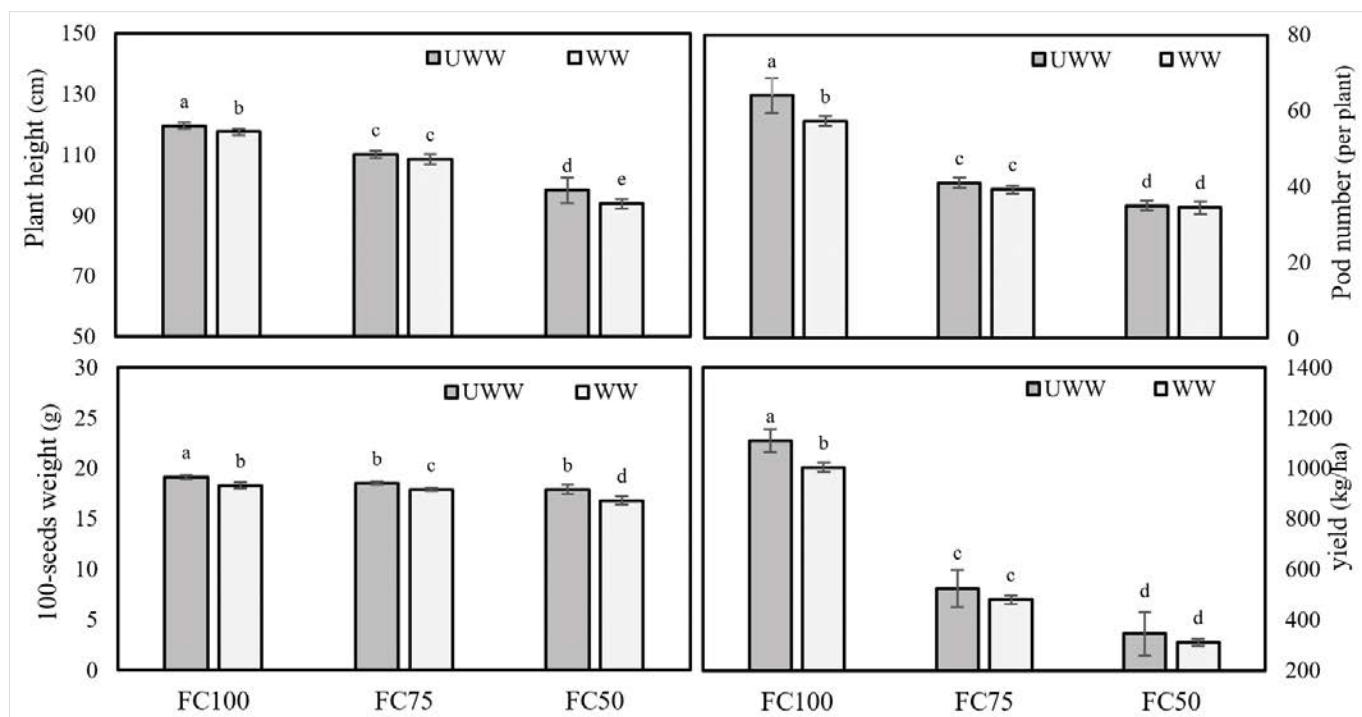 Plant height (cm)
150
130
110
90
70
50
UWW WW
a b c c d e
Pod number (per plant)
80
60
40
20
0
UWW WW
a b c c d d
100-seeds weight (g)
30
25
20
15
10
5
0
UWW WW
a b b c b d
FC100 FC75 FC50
yield (kg/ha)
1400
1200
1000
800
600
400
200
UWW WW
a b c c d d
FC100 FC75 FC50